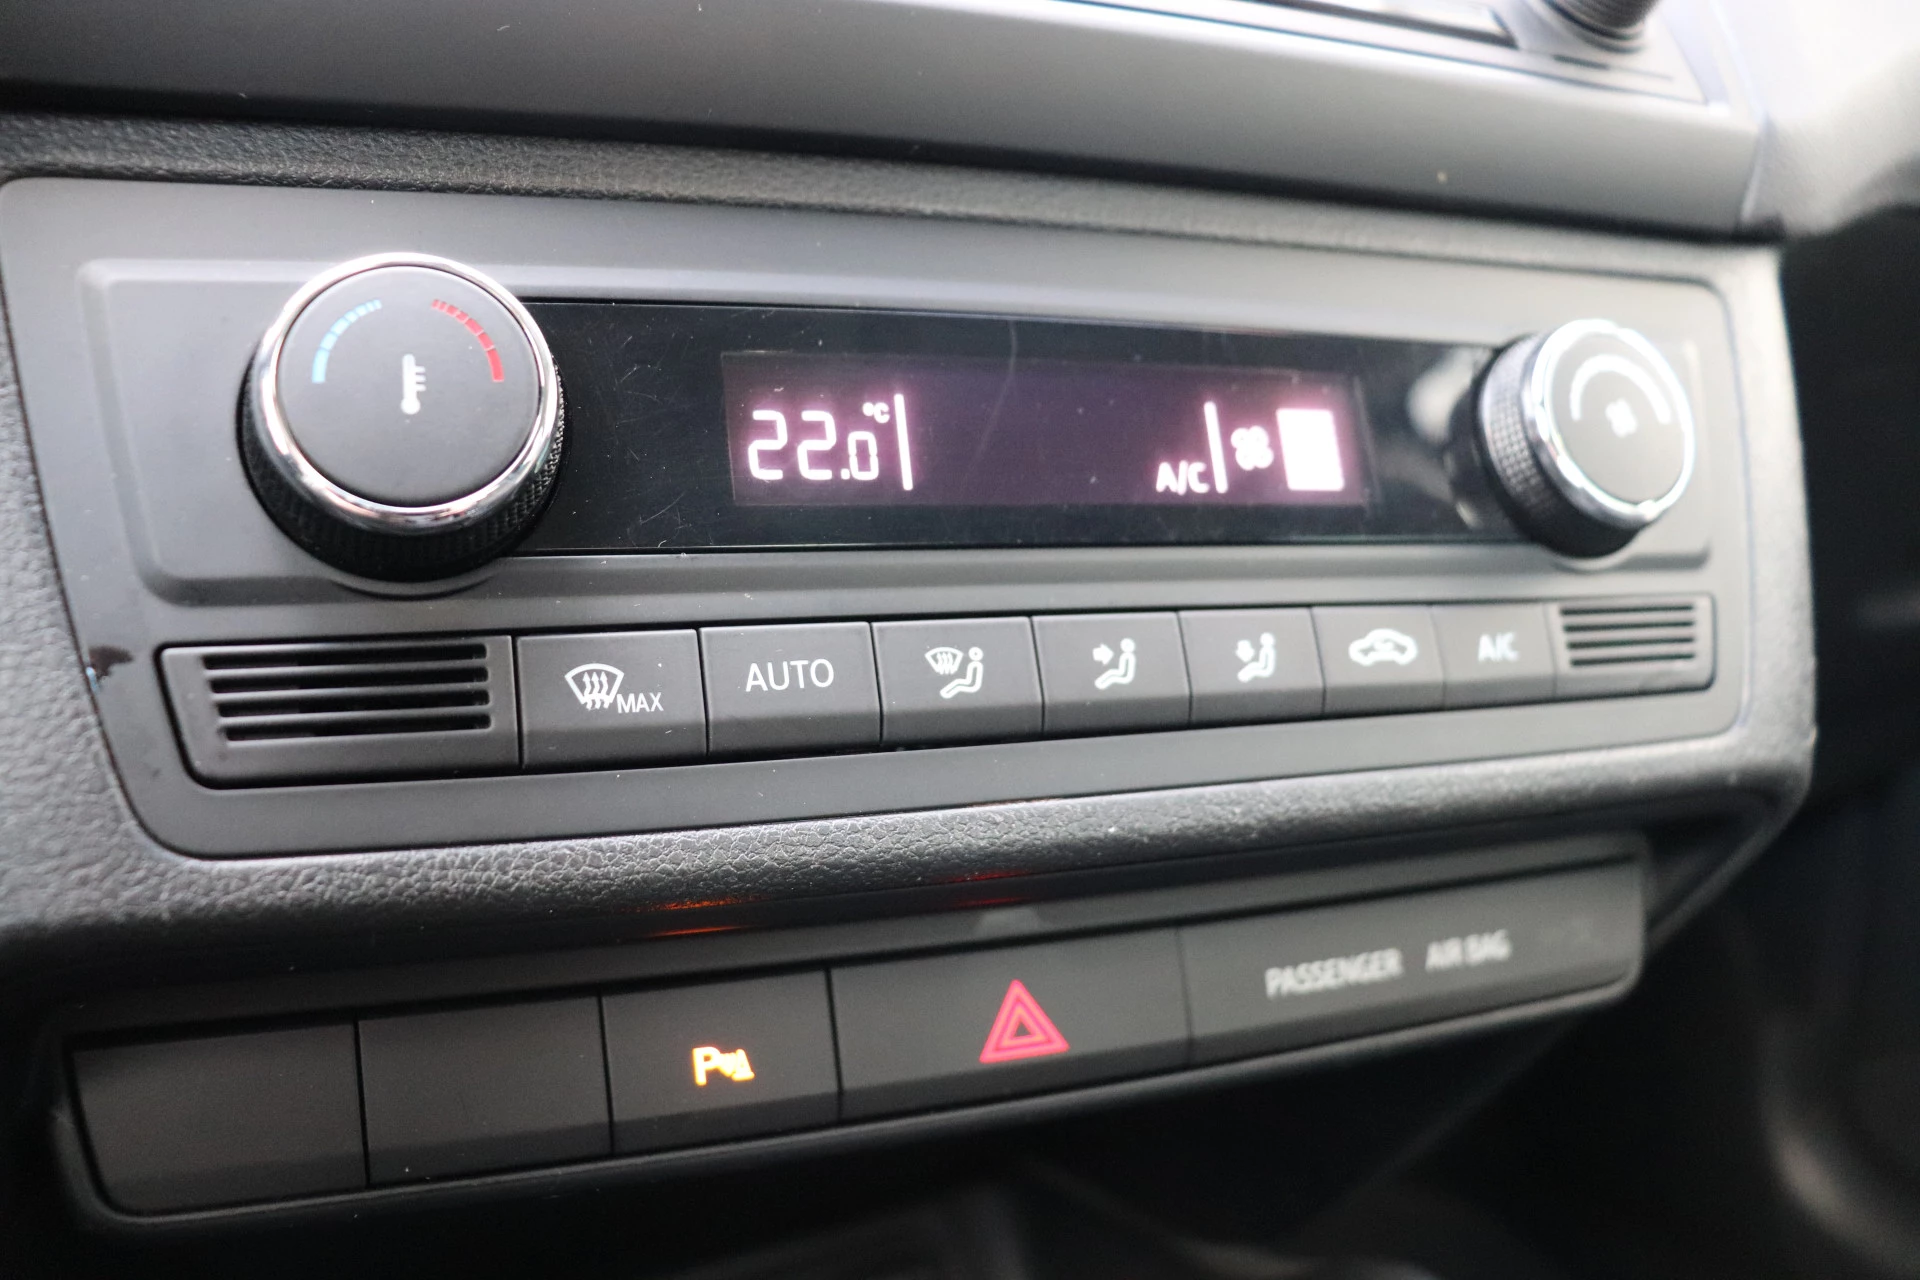 22.0 °C A/C
MAX AUTO A/C
P
PASSENGER AIR BAG